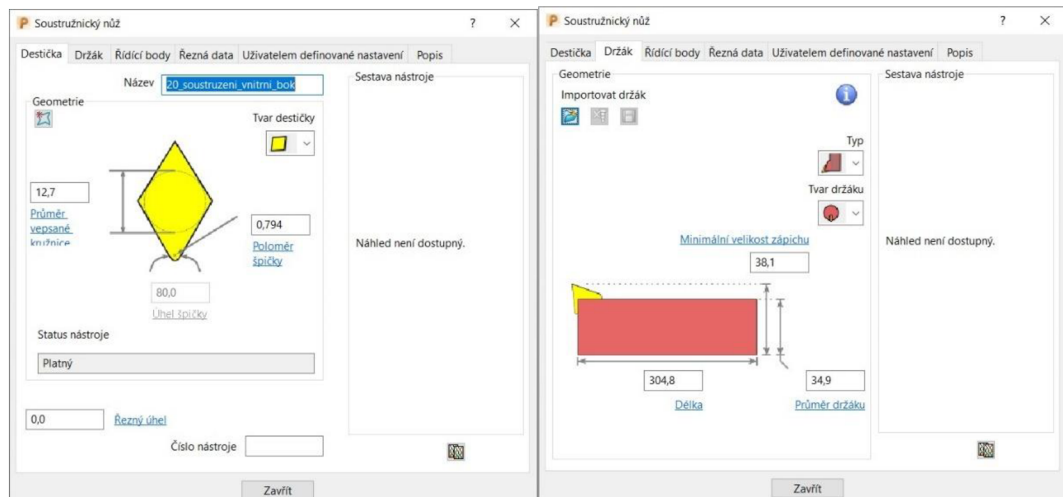 Soustružnický nůž
Destička Držák Řídící body Řezná data Uživatelem definované nastavení Popis
Název 20_soustruzeni_vnitrni_bok
Geometrie
Tvar destičky
12,7
Průměr
vepsané
kružnice
0,794
Poloměr
špičky
80,0
Úhel špičky
Status nástroje
Platný
0,0 Řezný úhel
Číslo nástroje
Sestava nástroje
Náhled není dostupný.
Zavřít
Soustružnický nůž
Destička Držák Řídící body Řezná data Uživatelem definované nastavení Popis
Geometrie
Importovat držák
Typ
Tvar držáku
Minimální velikost zápichu
38,1
304,8 34,9
Délka Průměr držáku
Sestava nástroje
Náhled není dostupný.
Zavřít